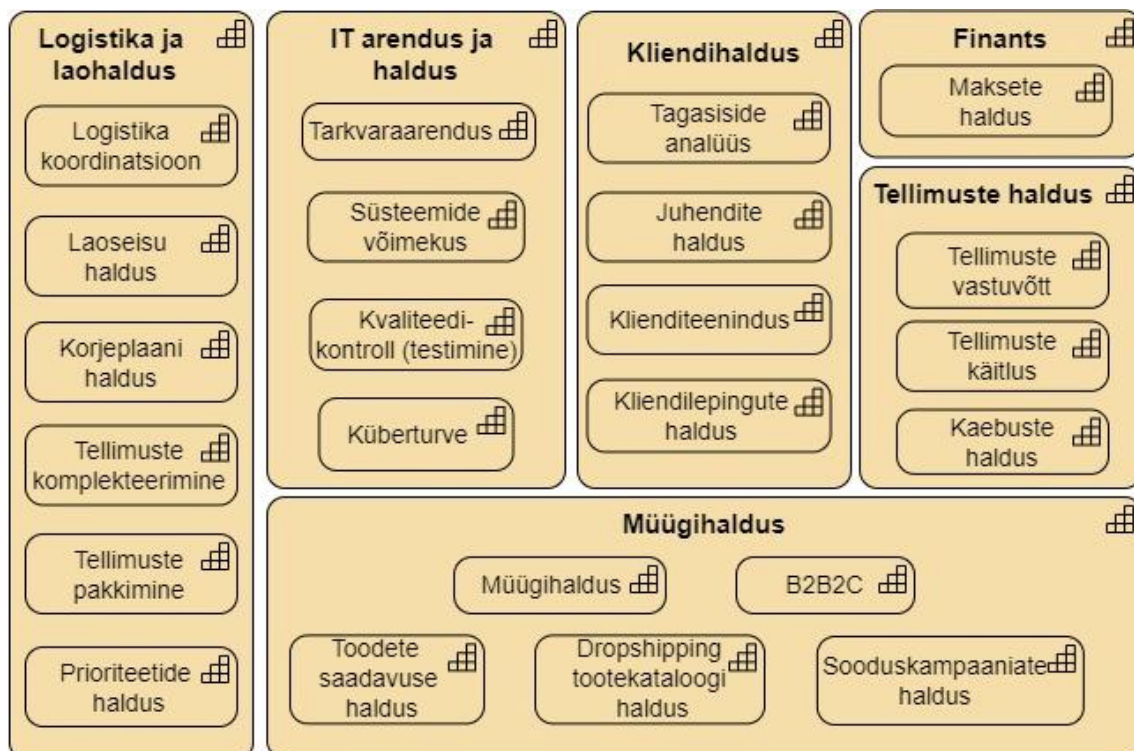 Logistika ja
laohaldus
Logistika
koordinatsioon
Laoseisu
haldus
Korjeplaani
haldus
Tellimuste
komplekteerimine
Tellimuste
pakkimine
Prioriteetide
haldus
IT arendus ja
haldus
Tarkvaraarendus
Süsteemide
võimekus
Kvaliteedi-
kontroll (testimine)
Küberturve
Kliendihaldus
Tagasiside
analüüs
Juhendite
haldus
Klienditeenindus
Kliendilepingute
haldus
Finants
Maksete
haldus
Tellimuste haldus
Tellimuste
vastuvõtt
Tellimuste
käitlus
Kaebuste
haldus
Müügihaldus
Müügihaldus
B2B2C
Toodete
saadavuse
haldus
Dropshipping
tootekataloogi
haldus
Sooduskampaaniate
haldus